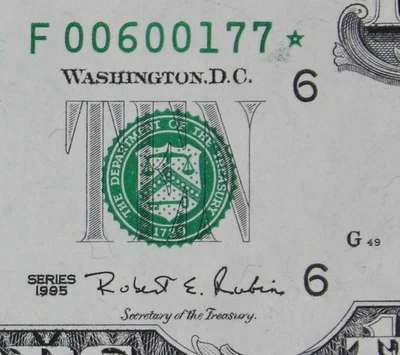 F 00600177 ★
WASHINGTON, D.C.
6
TEN
THE DEPARTMENT OF THE TREASURY
1789
G 49
SERIES
1995
Robert E. Rubin
6
Secretary of the Treasury.